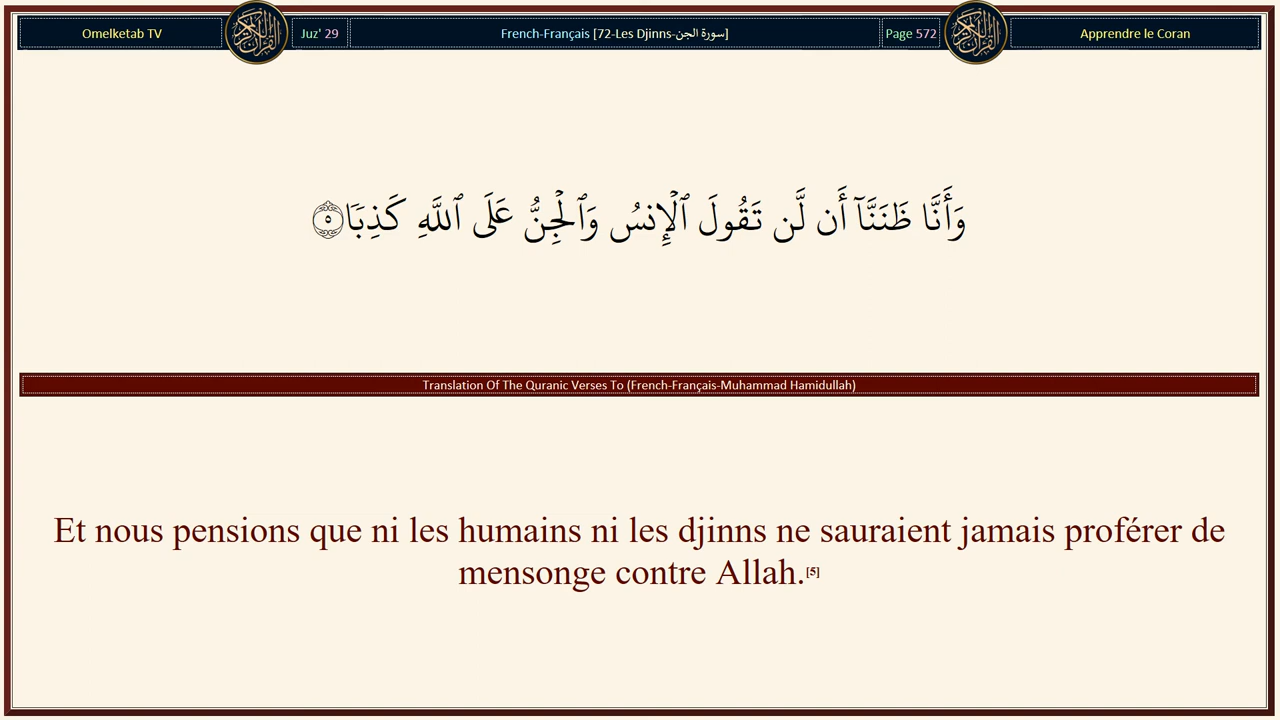 Omelketab TV
Juz' 29
French-Français [72-Les Djinns-سورة الجن]
Page 572
Apprendre le Coran
وَأَنَّا ظَنَنَّآ أَن لَّن تَقُولَ ٱلْإِنسُ وَٱلْجِنُّ عَلَى ٱللَّهِ كَذِبًا ٥
Translation Of The Quranic Verses To (French-Français-Muhammad Hamidullah)
Et nous pensions que ni les humains ni les djinns ne sauraient jamais proférer de
mensonge contre Allah.[5]